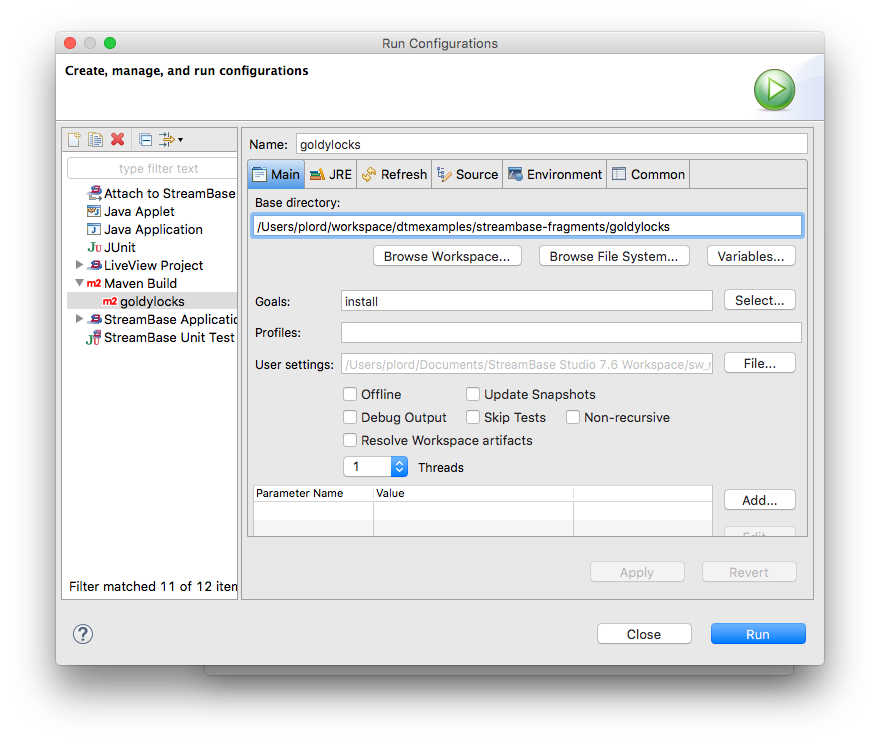 Run Configurations
Create, manage, and run configurations
type filter text
Attach to StreamBase
Java Applet
Java Application
Ju JUnit
LiveView Project
Maven Build
m2 goldylocks
StreamBase Applicatio
StreamBase Unit Test
Filter matched 11 of 12 item
Name: goldylocks
Main JRE Refresh Source Environment Common
Base directory:
/Users/plord/workspace/dtmexamples/streambase-fragments/goldylocks
Browse Workspace... Browse File System... Variables...
Goals: install Select...
Profiles:
User settings: /Users/plord/Documents/StreamBase Studio 7.6 Workspace/sw_r File...
Offline Update Snapshots
Debug Output Skip Tests Non-recursive
Resolve Workspace artifacts
1 Threads
Parameter Name Value
Add...
Edit...
Apply Revert
? Close Run